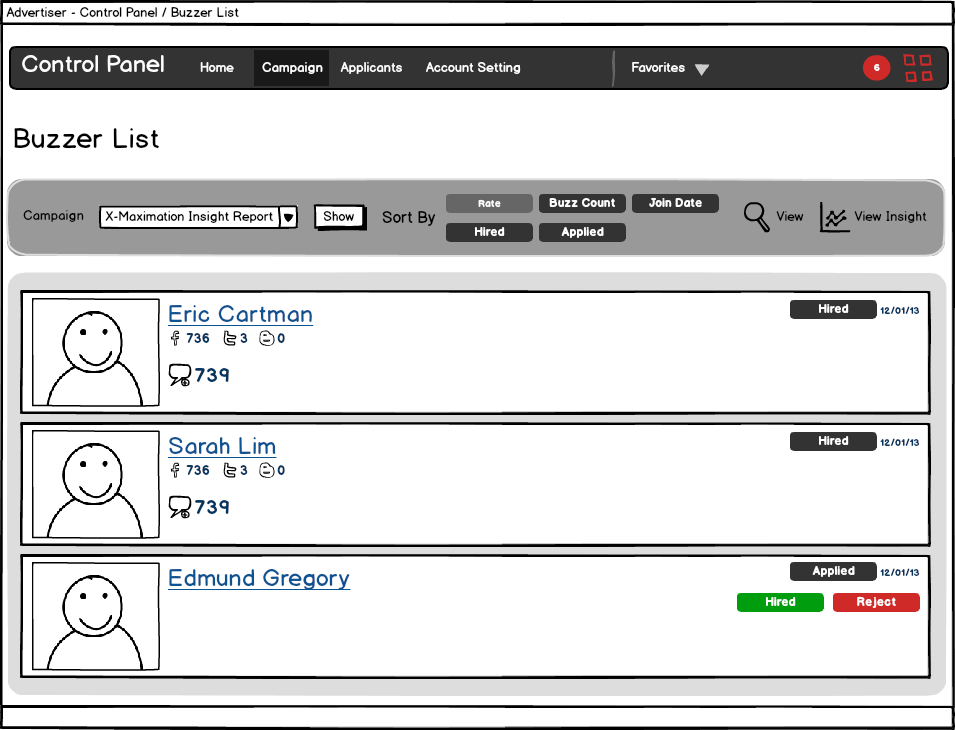 Advertiser - Control Panel / Buzzer List
Control Panel Home Campaign Applicants Account Setting Favorites 6
Buzzer List
Campaign X-Maximation Insight Report Show Sort By Rate Buzz Count Join Date View View Insight
Hired Applied
Eric Cartman Hired 12/01/13
736 3 0
739
Sarah Lim Hired 12/01/13
736 3 0
739
Edmund Gregory Applied 12/01/13
Hired Reject